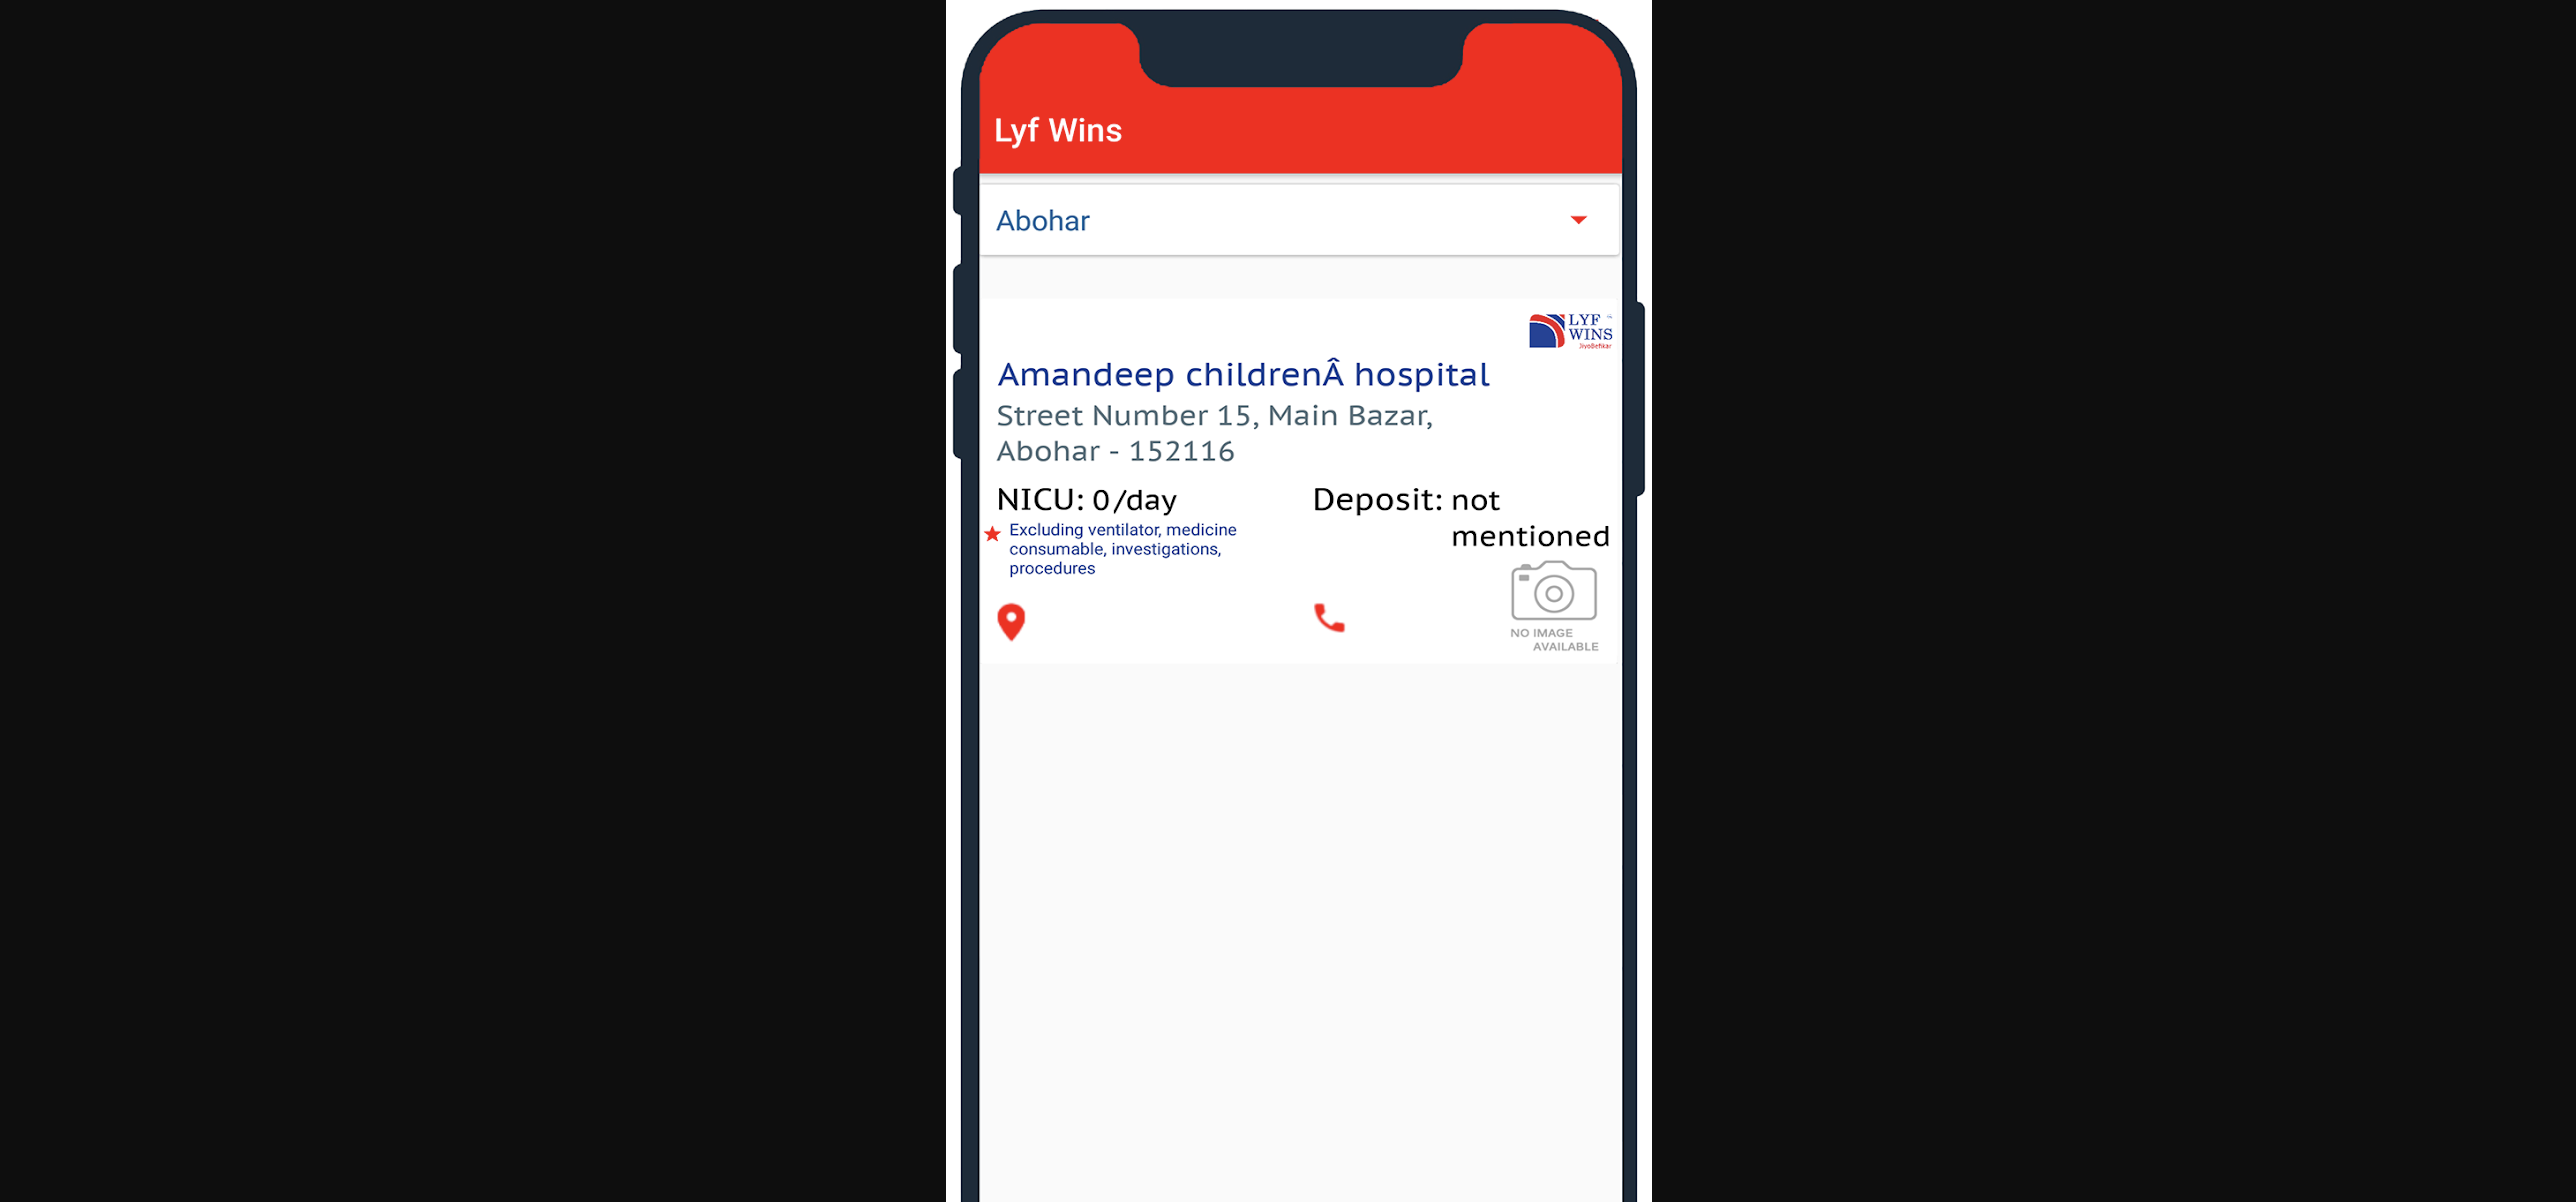 Lyf Wins
Abohar
LYF
WINS
JivoBefikar
Amandeep childrenÂ hospital
Street Number 15, Main Bazar,
Abohar - 152116
NICU: 0/day
Deposit: not
mentioned
Excluding ventilator, medicine
consumable, investigations,
procedures
NO IMAGE
AVAILABLE